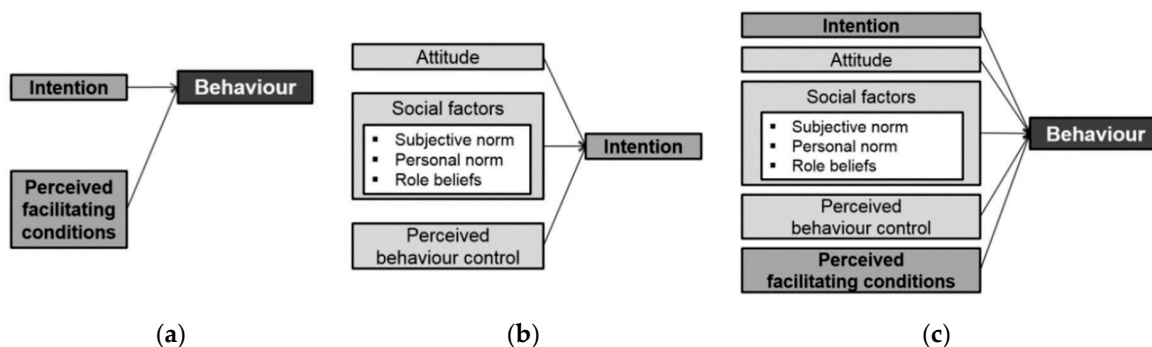 Intention
Behaviour
Perceived
facilitating
conditions
(a)
Attitude
Social factors
▪ Subjective norm
▪ Personal norm
▪ Role beliefs
Intention
Perceived
behaviour control
(b)
Intention
Attitude
Social factors
▪ Subjective norm
▪ Personal norm
▪ Role beliefs
Behaviour
Perceived
behaviour control
Perceived
facilitating conditions
(c)